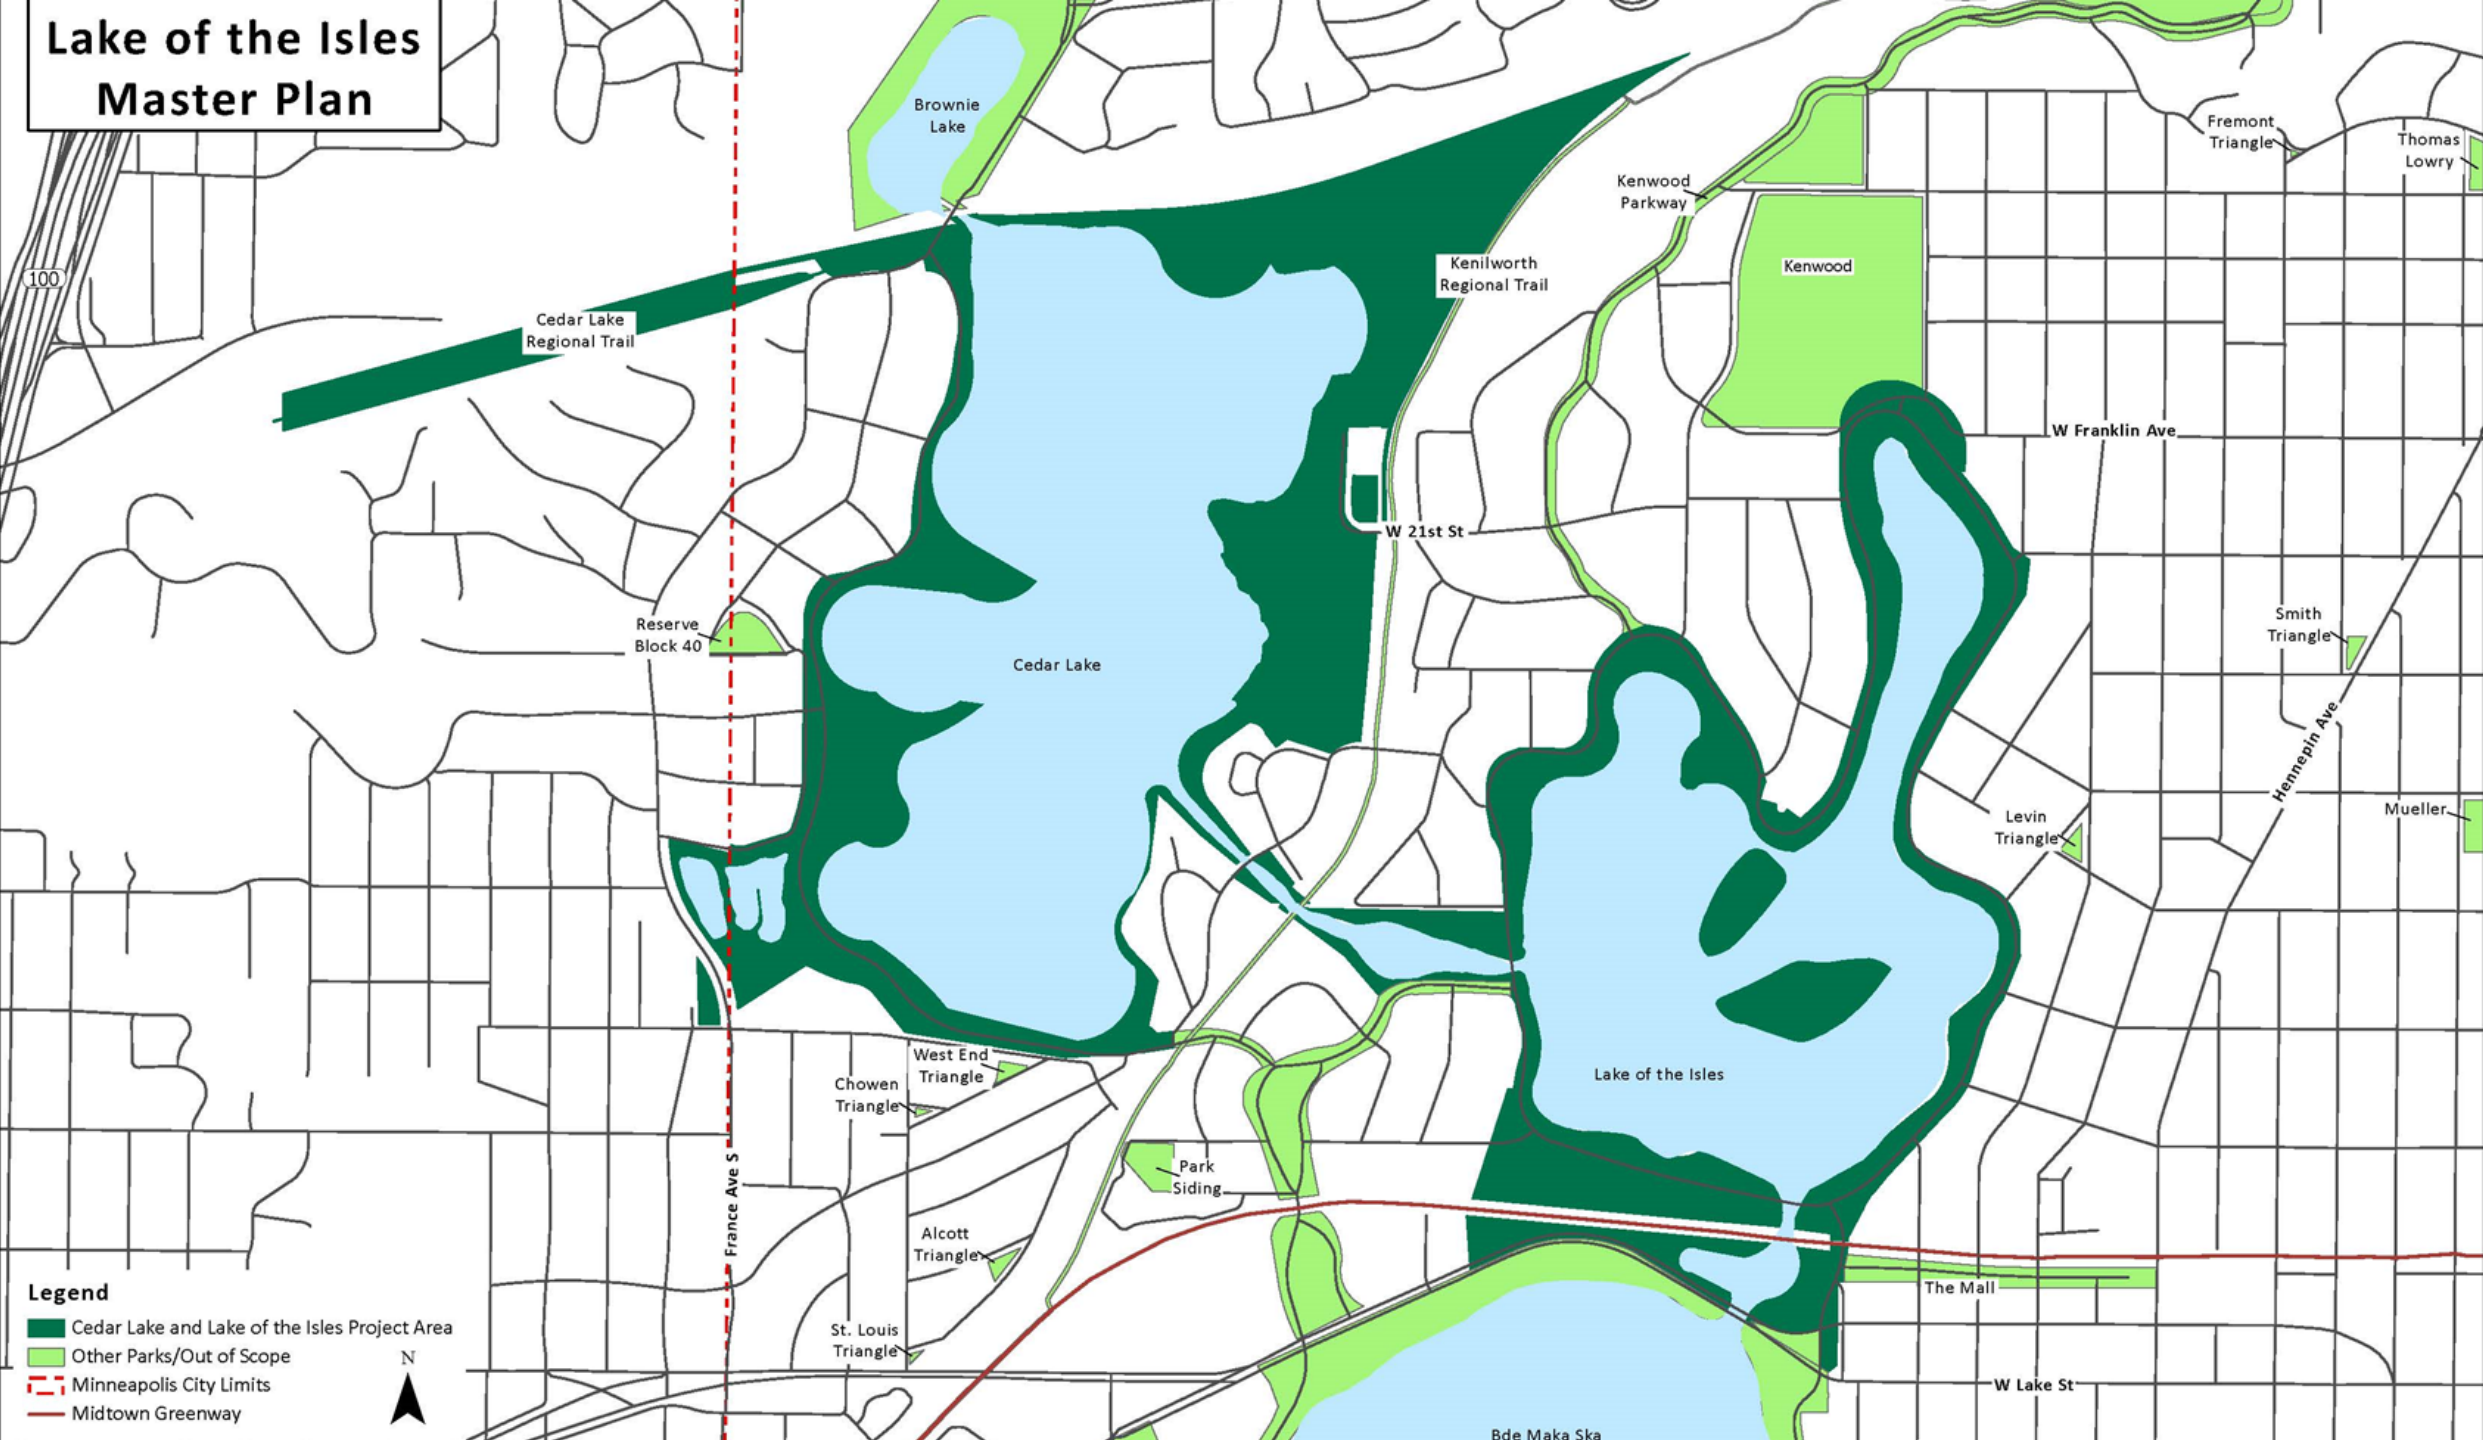 Lake of the Isles
Master Plan
Brownie
Lake
Fremont
Triangle
Thomas
Lowry
Kenwood
Parkway
100
Kenilworth
Regional Trail
Kenwood
Cedar Lake
Regional Trail
W Franklin Ave
W 21st St
Reserve
Block 40
Smith
Triangle
Cedar Lake
Hennepin Ave
Levin
Triangle
Mueller
West End
Triangle
Chowen
Triangle
Lake of the Isles
Park
Siding
France Ave S
Alcott
Triangle
The Mall
St. Louis
Triangle
W Lake St
Bde Maka Ska
Legend
Cedar Lake and Lake of the Isles Project Area
Other Parks/Out of Scope
Minneapolis City Limits
Midtown Greenway
N